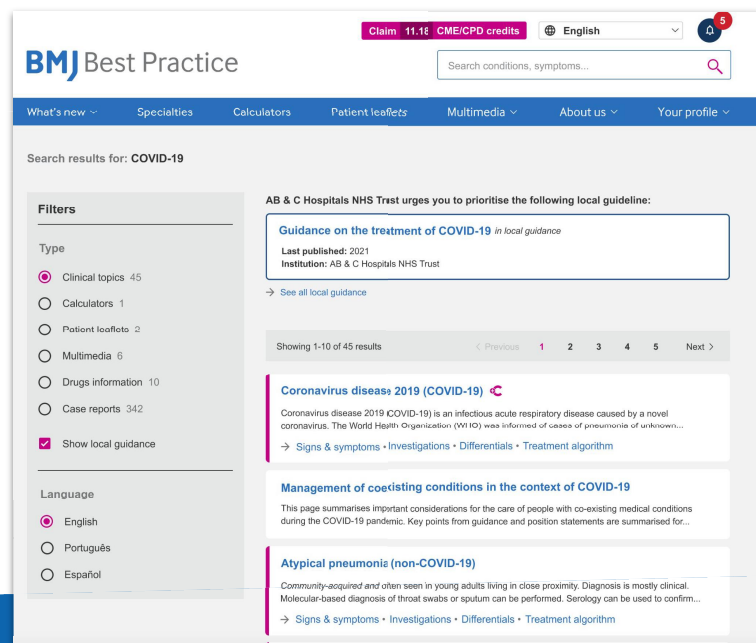 Claim 11.18 CME/CPD credits
English
5
BMJ Best Practice
Search conditions, symptoms...
What's new Specialties Calculators Patient leaflets Multimedia About us Your profile
Search results for: COVID-19
Filters
Type
Clinical topics 45
Calculators 1
Patient leaflets 2
Multimedia 6
Drugs information 10
Case reports 342
Show local guidance
Language
English
Português
Español
AB & C Hospitals NHS Trust urges you to prioritise the following local guideline:
Guidance on the treatment of COVID-19 in local guidance
Last published: 2021
Institution: AB & C Hospitals NHS Trust
→ See all local guidance
Showing 1-10 of 45 results < Previous 1 2 3 4 5 Next >
Coronavirus disease 2019 (COVID-19)
Coronavirus disease 2019 (COVID-19) is an infectious acute respiratory disease caused by a novel
coronavirus. The World Health Organization (WHO) was informed of cases of pneumonia of unknown...
→ Signs & symptoms • Investigations • Differentials • Treatment algorithm
Management of coexisting conditions in the context of COVID-19
This page summarises important considerations for the care of people with co-existing medical conditions
during the COVID-19 pandemic. Key points from guidance and position statements are summarised for...
Atypical pneumonia (non-COVID-19)
Community-acquired and often seen in young adults living in close proximity. Diagnosis is mostly clinical.
Molecular-based diagnosis of throat swabs or sputum can be performed. Serology can be used to confirm...
→ Signs & symptoms • Investigations • Differentials • Treatment algorithm